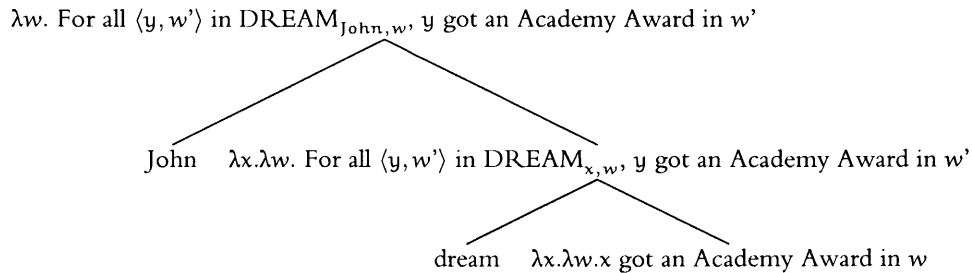 λw. For all ⟨y, w’⟩ in DREAM_John,w, y got an Academy Award in w’
John λx.λw. For all ⟨y, w’⟩ in DREAM_x,w, y got an Academy Award in w’
dream λx.λw.x got an Academy Award in w